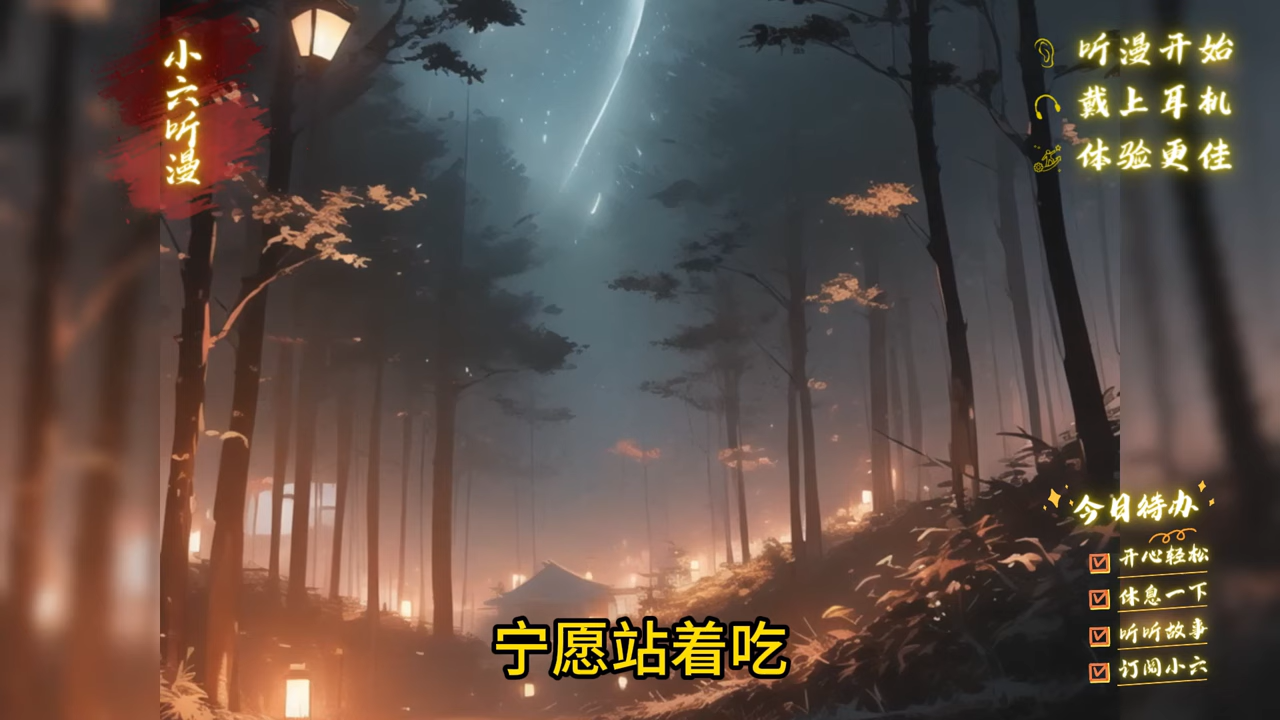 小六听漫
听漫开始
戴上耳机
体验更佳
今日待办
开心轻松
休息一下
听听故事
订阅小六
宁愿站着吃